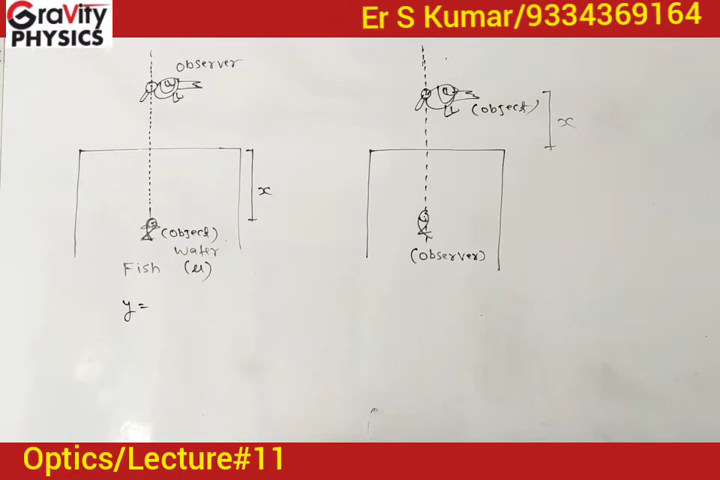 GRavity
PHYSICS
Er S Kumar/9334369164
observer
(object)
x
x
(object)
water
Fish (μ)
(observer)
y =
Optics/Lecture#11